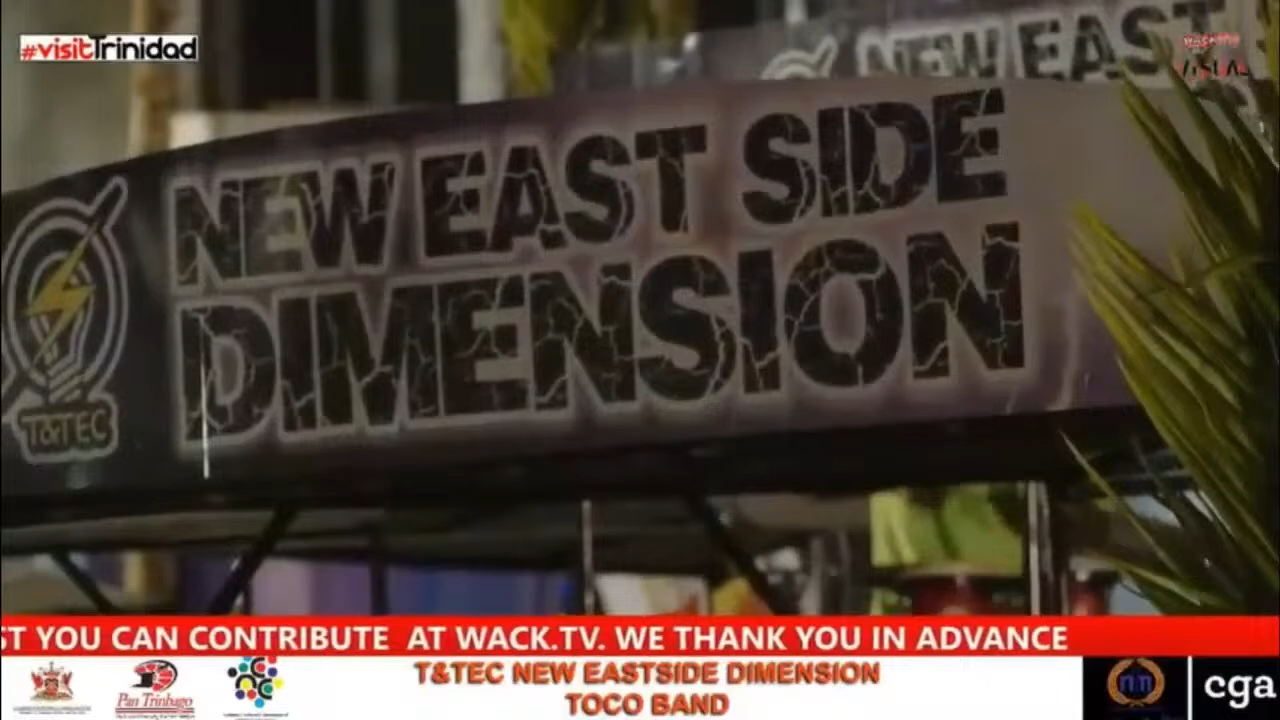 #visitTrinidad
NEW EAST
NEW EAST SIDE
DIMENSION
T&TEC
ST YOU CAN CONTRIBUTE AT WACK.TV. WE THANK YOU IN ADVANCE
T&TEC NEW EASTSIDE DIMENSION
TOCO BAND
Pan Trinbago
cga